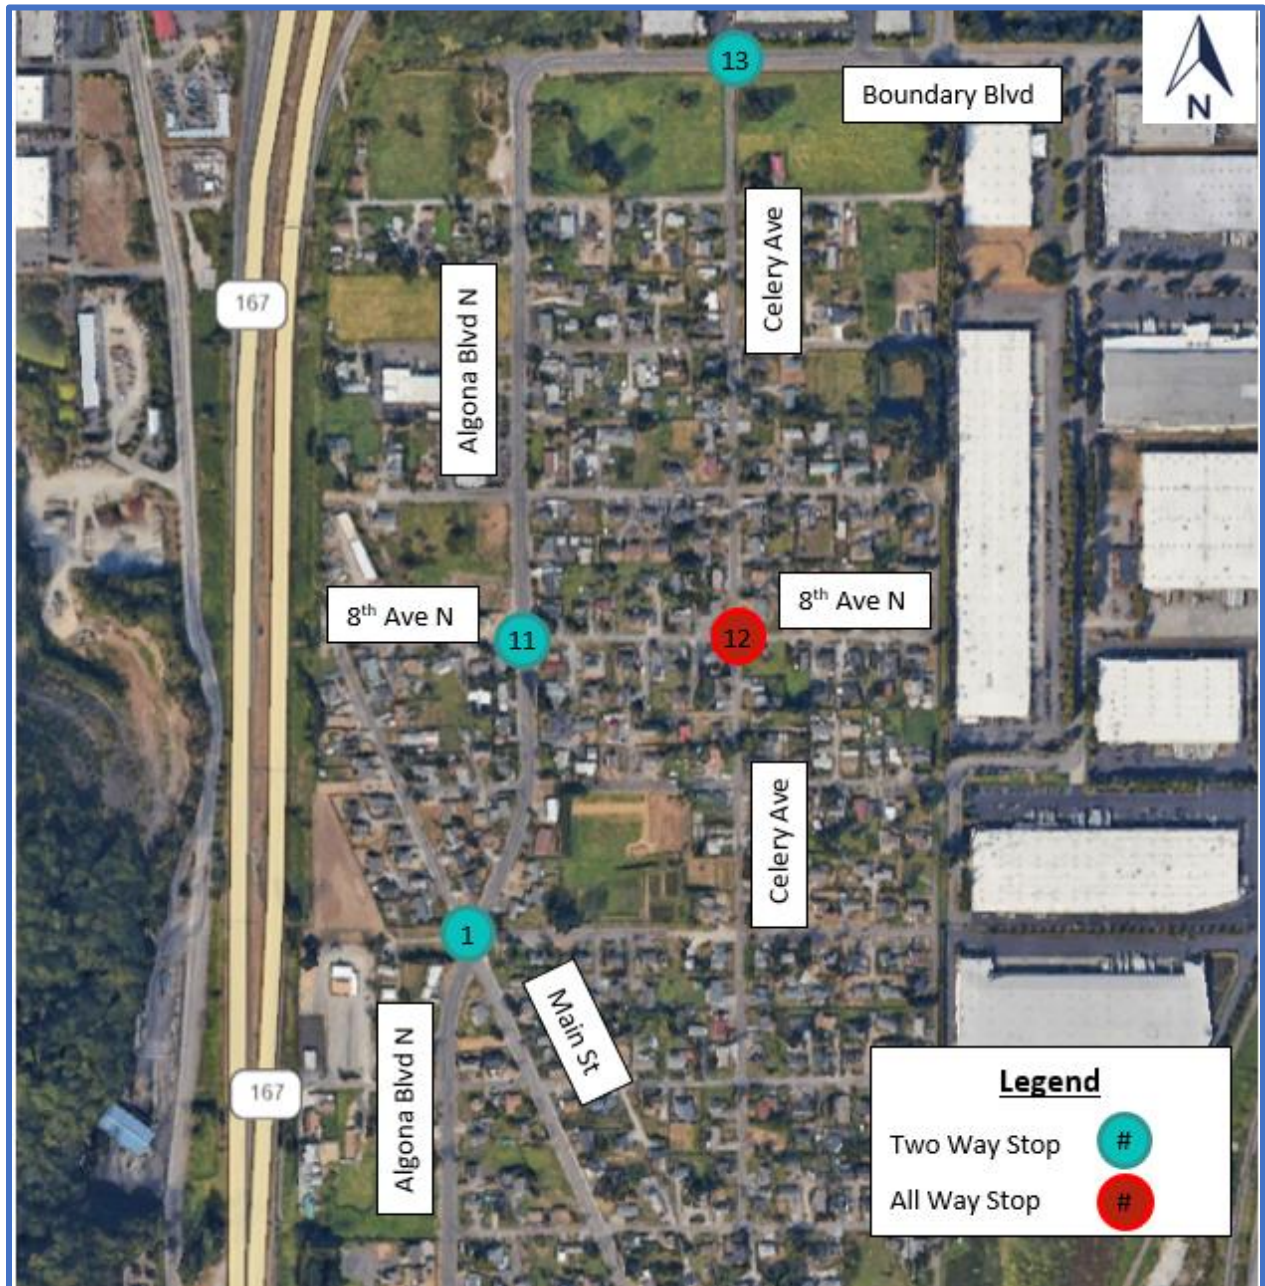 13
Boundary Blvd
N
Celery Ave
Algona Blvd N
167
8th Ave N
11
12
8th Ave N
Celery Ave
1
Main St
Algona Blvd N
167
Legend
Two Way Stop #
All Way Stop #